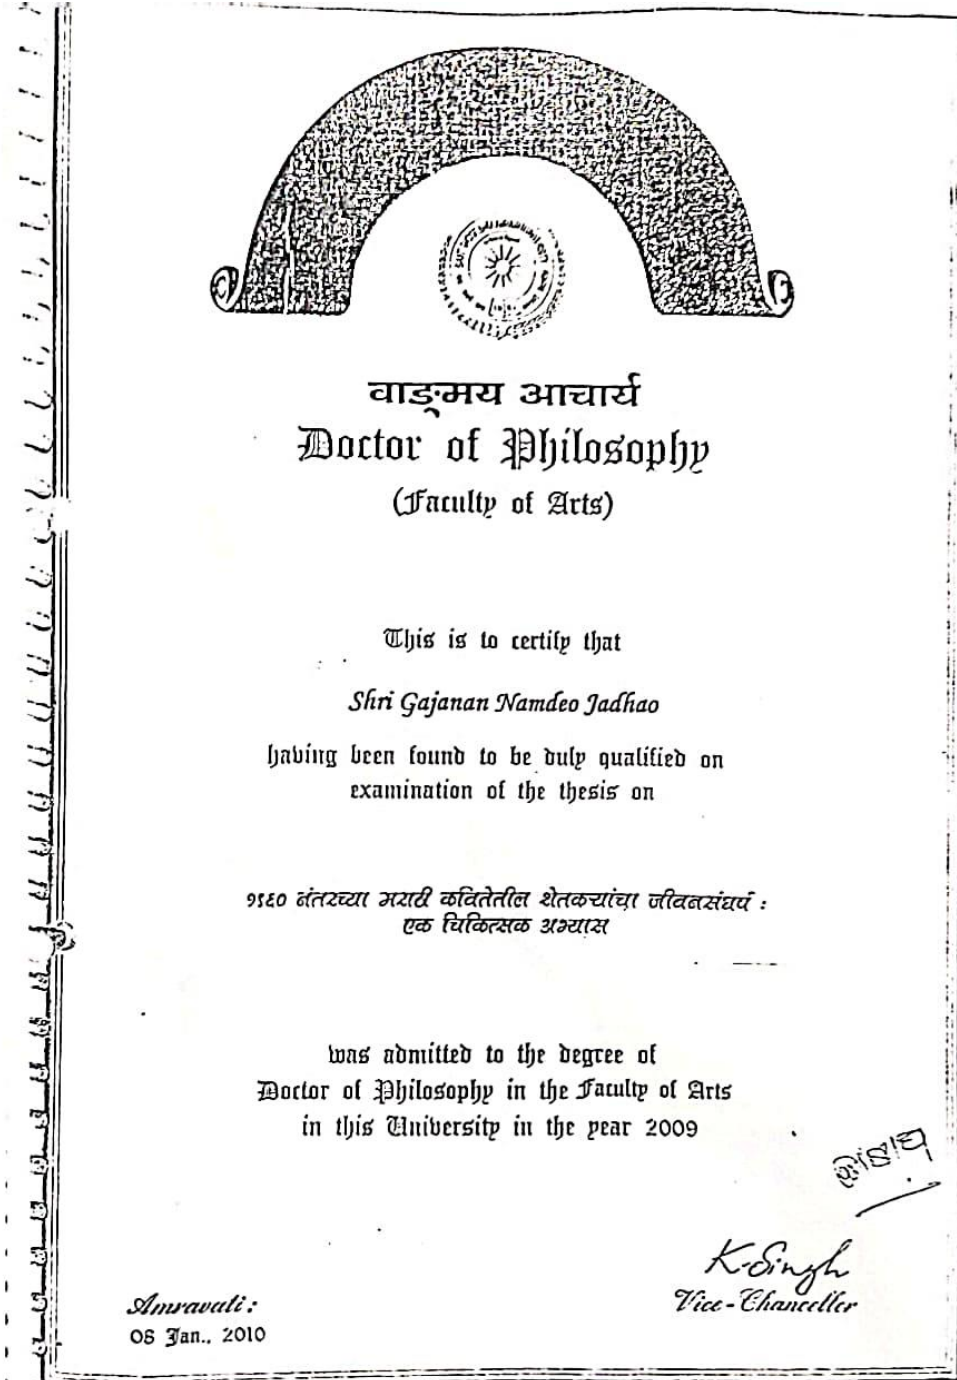 वाङ्मय आचार्य
Doctor of Philosophy
(Faculty of Arts)
This is to certify that
Shri Gajanan Namdeo Jadhao
having been found to be duly qualified on
examination of the thesis on
१९६० नंतरच्या मराठी कवितेतील शेतकऱ्यांचा जीवनसंघर्ष :
एक चिकित्सक अभ्यास
was admitted to the degree of
Doctor of Philosophy in the Faculty of Arts
in this University in the year 2009
K. Singh
Vice-Chancellor
Amravati :
Jan., 2010